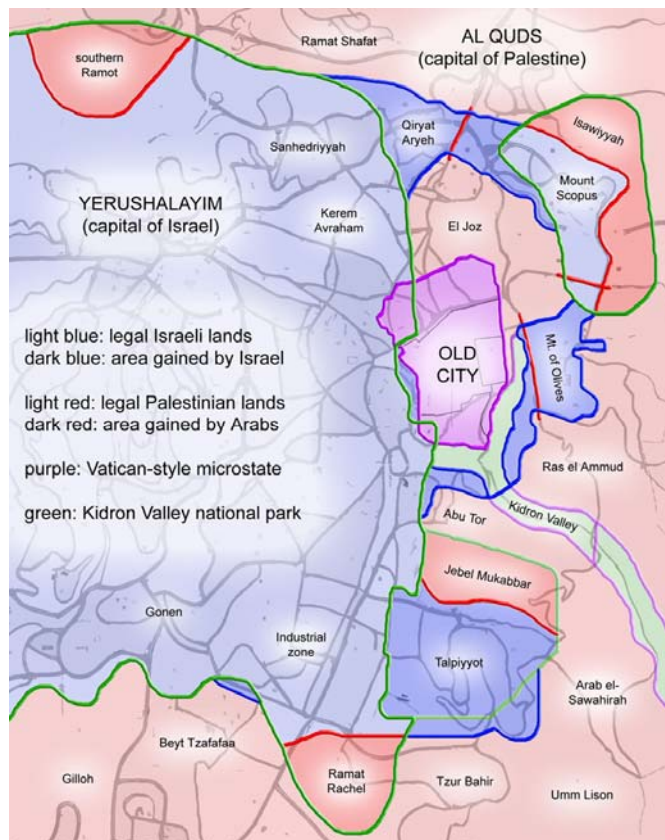 southern
Ramot
Ramat Shafat
AL QUDS
(capital of Palestine)
Qiryat
Aryeh
Isawiyyah
Sanhedriyyah
Mount
Scopus
YERUSHALAYIM
(capital of Israel)
Kerem
Avraham
El Joz
light blue: legal Israeli lands
dark blue: area gained by Israel
light red: legal Palestinian lands
dark red: area gained by Arabs
purple: Vatican-style microstate
green: Kidron Valley national park
OLD
CITY
Mt. of Olives
Ras el Ammud
Kidron Valley
Abu Tor
Jebel Mukabbar
Gonen
Industrial
zone
Talpiyyot
Arab el-
Sawahirah
Beyt Tzafafaa
Gilloh
Ramat
Rachel
Tzur Bahir
Umm Lison